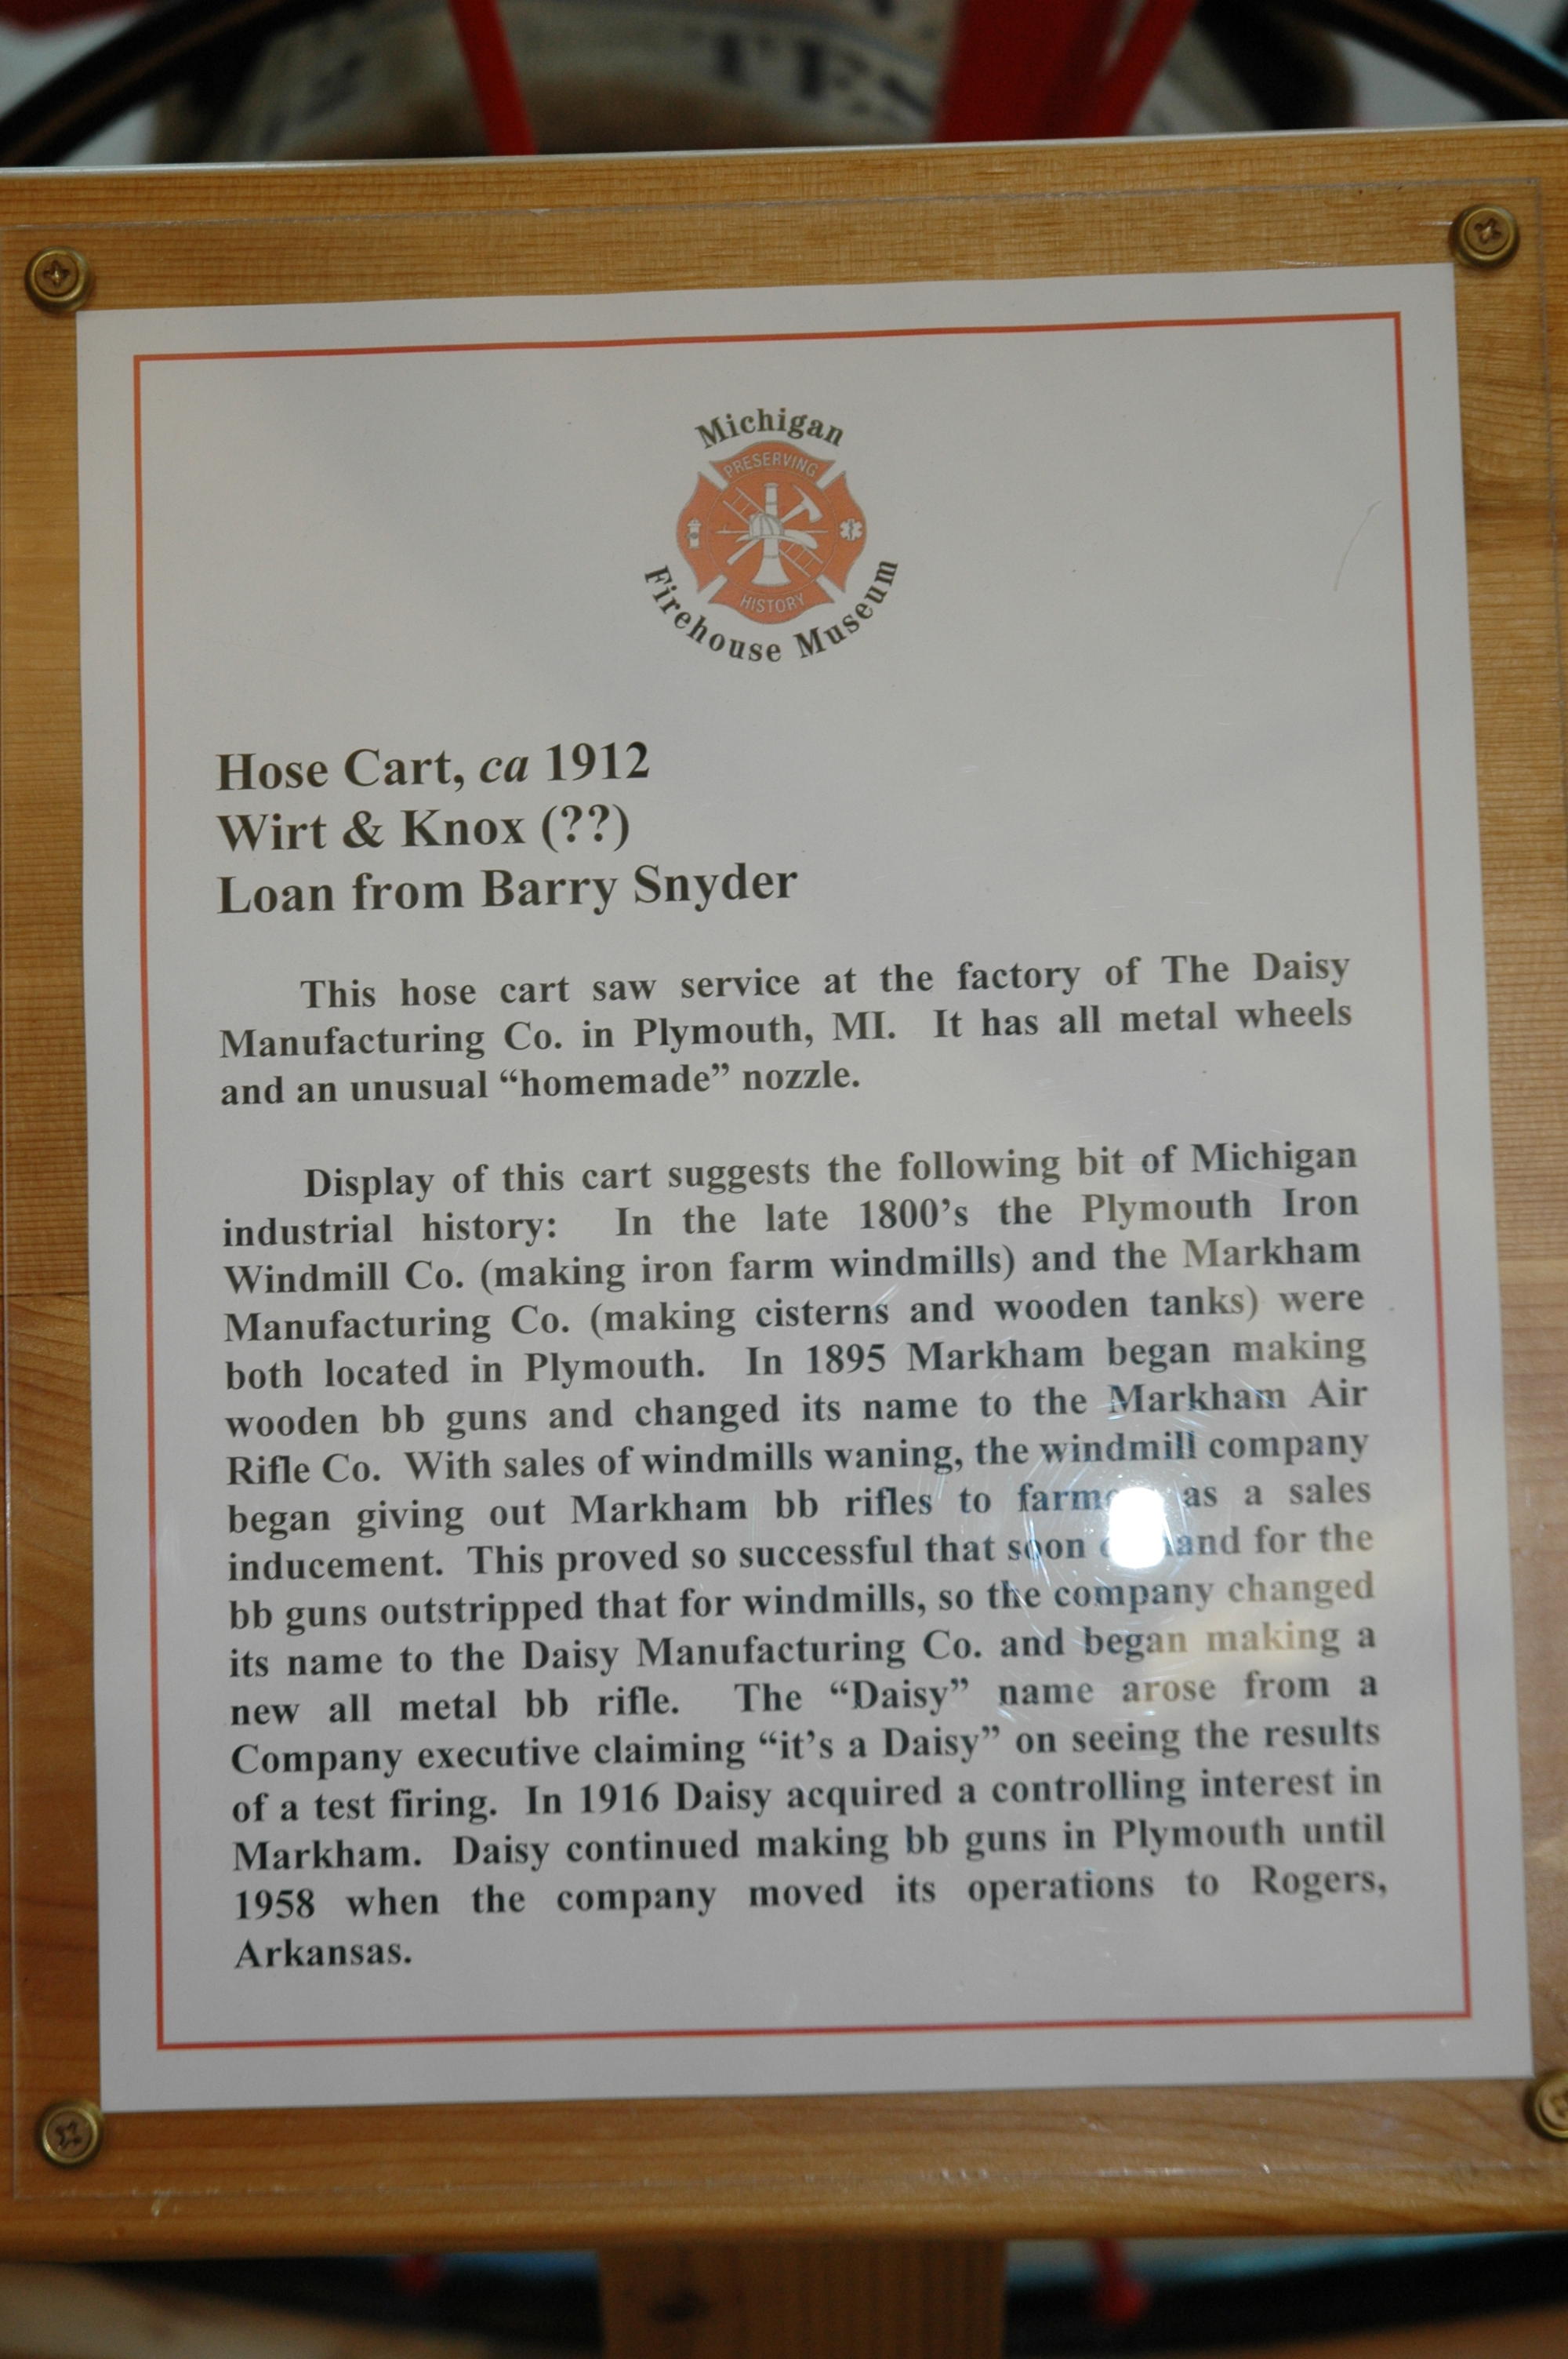 TES
Michigan
PRESERVING
HISTORY
Firehouse Museum
Hose Cart, ca 1912
Wirt & Knox (??)
Loan from Barry Snyder
This hose cart saw service at the factory of The Daisy
Manufacturing Co. in Plymouth, MI. It has all metal wheels
and an unusual “homemade” nozzle.
Display of this cart suggests the following bit of Michigan
industrial history: In the late 1800’s the Plymouth Iron
Windmill Co. (making iron farm windmills) and the Markham
Manufacturing Co. (making cisterns and wooden tanks) were
both located in Plymouth. In 1895 Markham began making
wooden bb guns and changed its name to the Markham Air
Rifle Co. With sales of windmills waning, the windmill company
began giving out Markham bb rifles to as a sales
inducement. This proved so successful that soon for the
bb guns outstripped that for windmills, so the company changed
its name to the Daisy Manufacturing Co. and began making a
new all metal bb rifle. The “Daisy” name arose from a
Company executive claiming “it’s a Daisy” on seeing the results
of a test firing. In 1916 Daisy acquired a controlling interest in
Markham. Daisy continued making bb guns in Plymouth until
1958 when the company moved its operations to Rogers,
Arkansas.